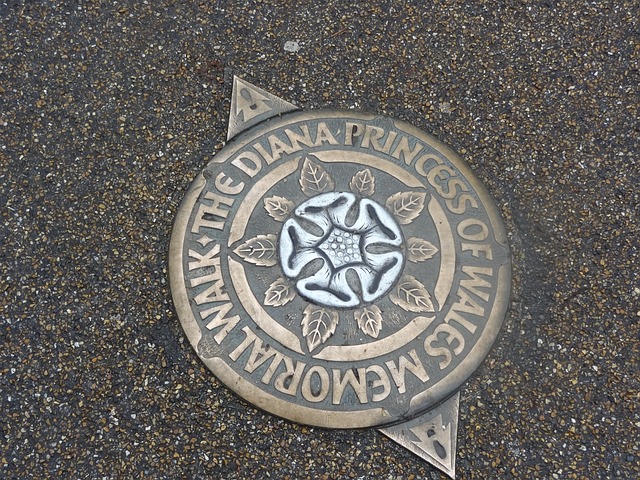 THE DIANA PRINCESS OF WALES MEMORIAL WALK